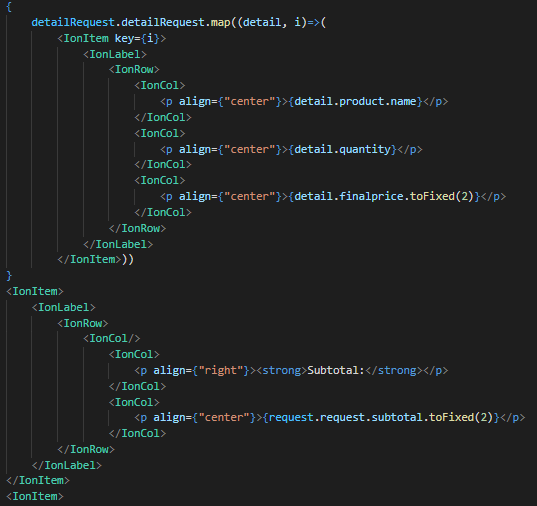 {
    detailRequest.detailRequest.map((detail, i)=>(
        <IonItem key={i}>
            <IonLabel>
                <IonRow>
                    <IonCol>
                        <p align={"center"}>{detail.product.name}</p>
                    </IonCol>
                    <IonCol>
                        <p align={"center"}>{detail.quantity}</p>
                    </IonCol>
                    <IonCol>
                        <p align={"center"}>{detail.finalprice.toFixed(2)}</p>
                    </IonCol>
                </IonRow>
            </IonLabel>
        </IonItem>))
}
<IonItem>
    <IonLabel>
        <IonRow>
            <IonCol/>
                <IonCol>
                    <p align={"right"}><strong>Subtotal:</strong></p>
                </IonCol>
                <IonCol>
                    <p align={"center"}>{request.request.subtotal.toFixed(2)}</p>
                </IonCol>
        </IonRow>
    </IonLabel>
</IonItem>
<IonItem>